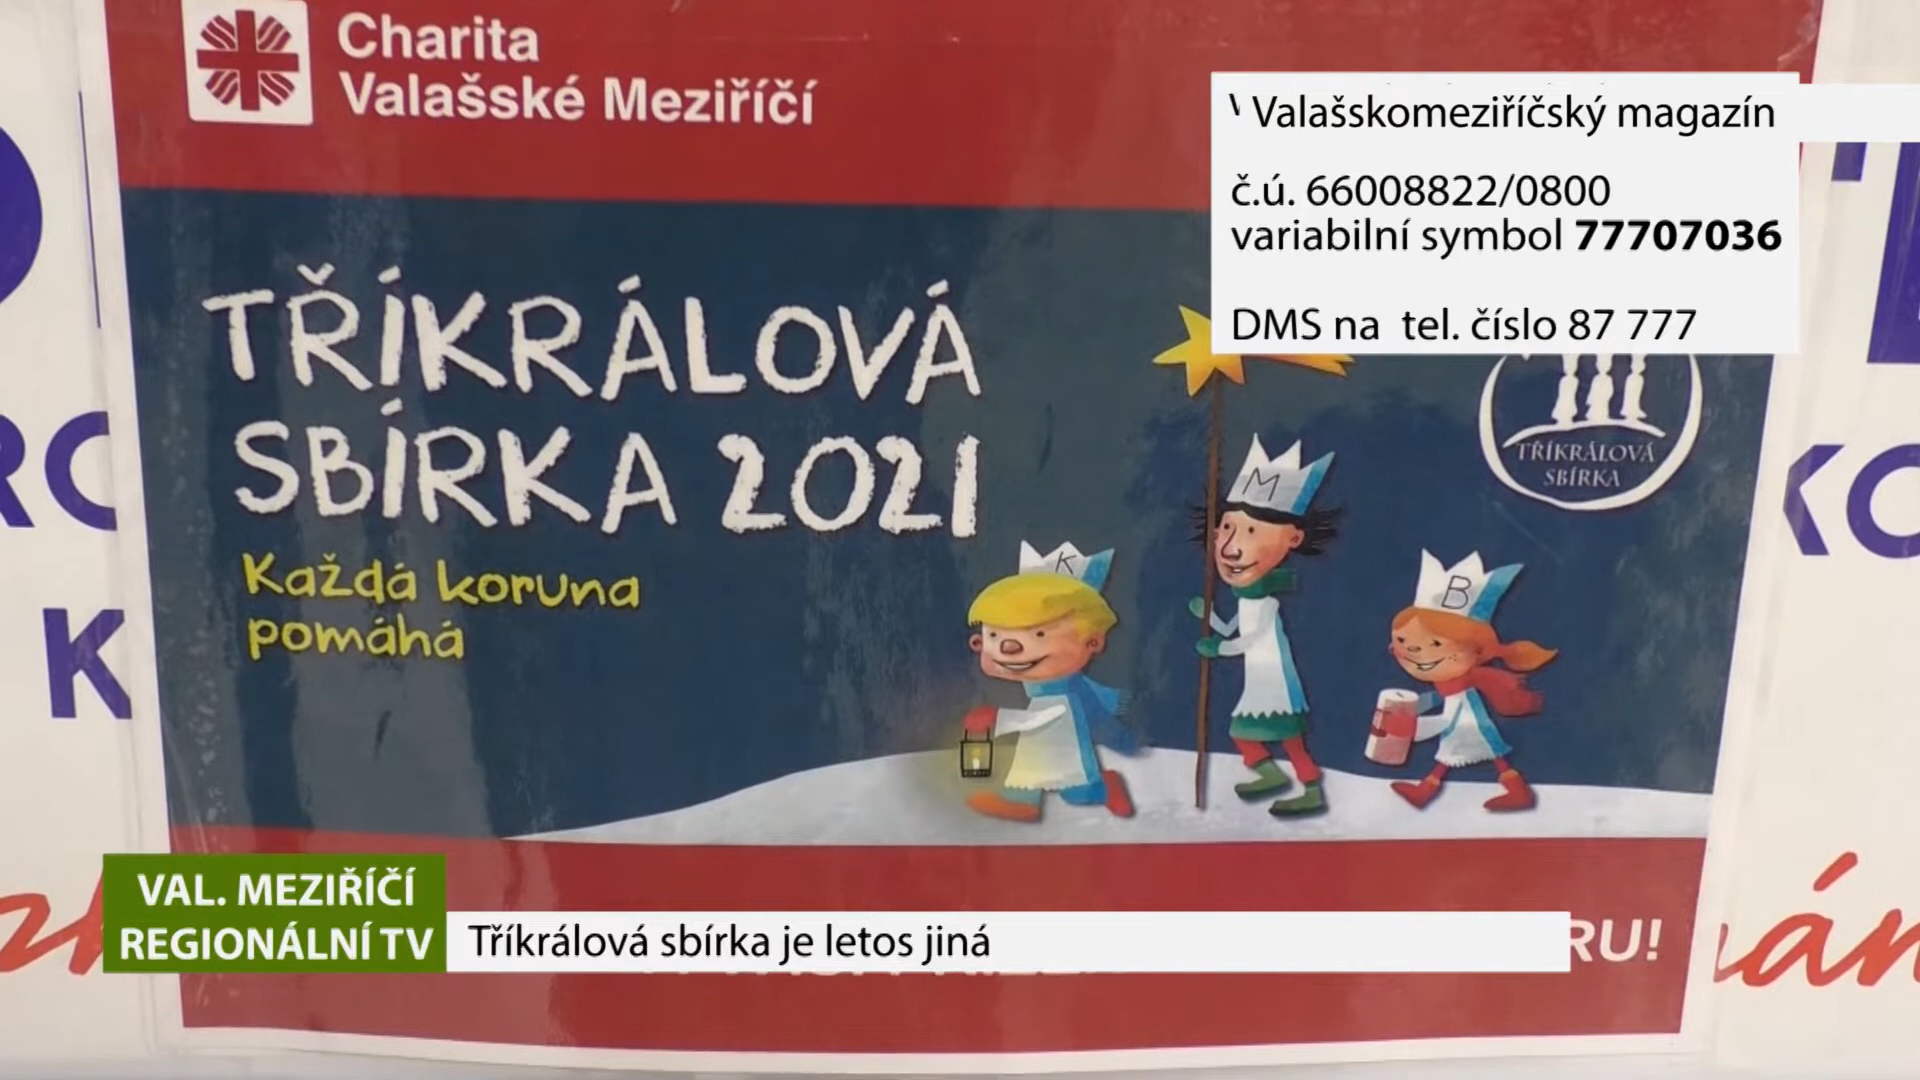 Charita
Valašské Meziříčí
Valašskomeziříčský magazín
č.ú. 66008822/0800
variabilní symbol 77707036
DMS na tel. číslo 87 777
TŘÍKRÁLOVÁ
SBÍRKA 2021
Každá koruna
pomáhá
TŘÍKRÁLOVÁ
SBÍRKA
K
M
B
VAL. MEZIŘÍČÍ
REGIONÁLNÍ TV
Tříkrálová sbírka je letos jiná